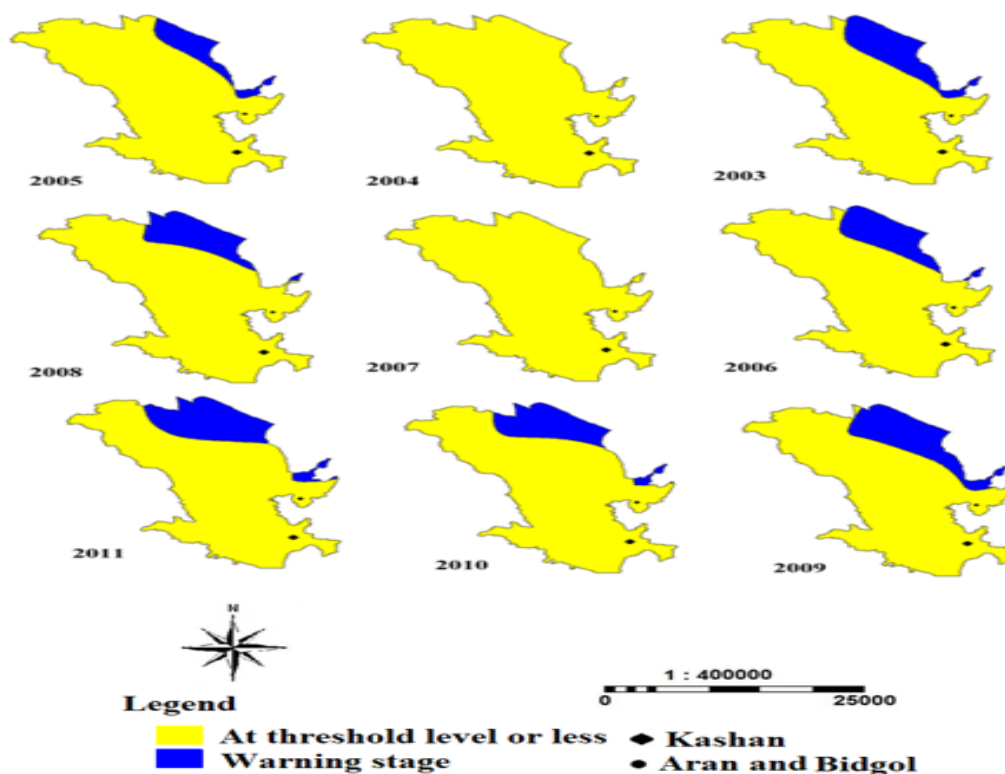 2005
2004
2003
2008
2007
2006
2011
2010
2009
N
1 : 400000
0 25000
Legend
At threshold level or less
Warning stage
Kashan
Aran and Bidgol